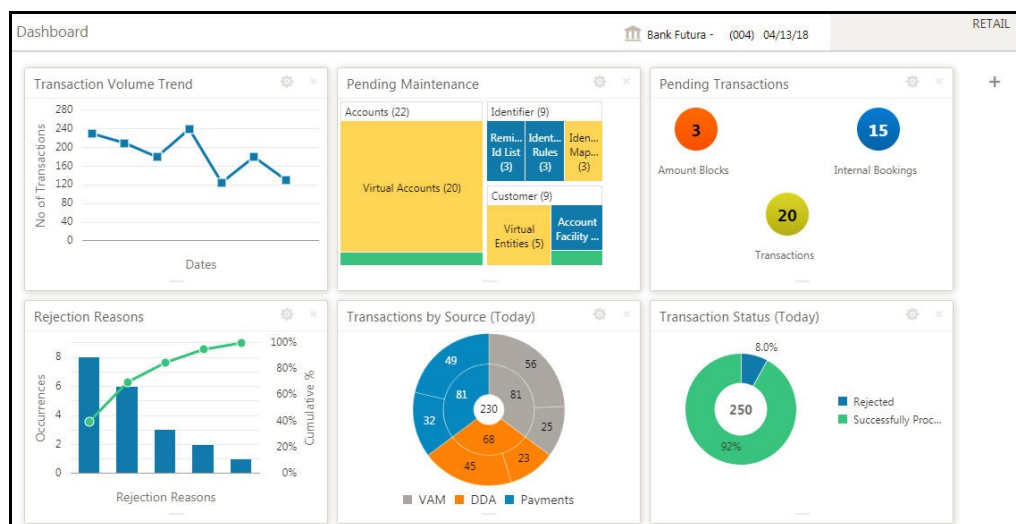 Dashboard
Bank Futura - (004) 04/13/18
RETAIL
Transaction Volume Trend
280
240
200
160
120
80
40
0
No of Transactions
Dates
Pending Maintenance
Accounts (22)
Virtual Accounts (20)
Identifier (9)
Remi...
Id List
(3)
Ident...
Rules
(3)
Iden...
Map...
(3)
Customer (9)
Virtual
Entities (5)
Account
Facility ...
Pending Transactions
3
Amount Blocks
15
Internal Bookings
20
Transactions
Rejection Reasons
8
6
4
2
0
Occurrences
100%
80%
60%
40%
20%
0%
Cumulative %
Rejection Reasons
Transactions by Source (Today)
49
56
81
81
32
230
25
68
45
23
VAM DDA Payments
Transaction Status (Today)
8.0%
250
92%
Rejected
Successfully Proc...